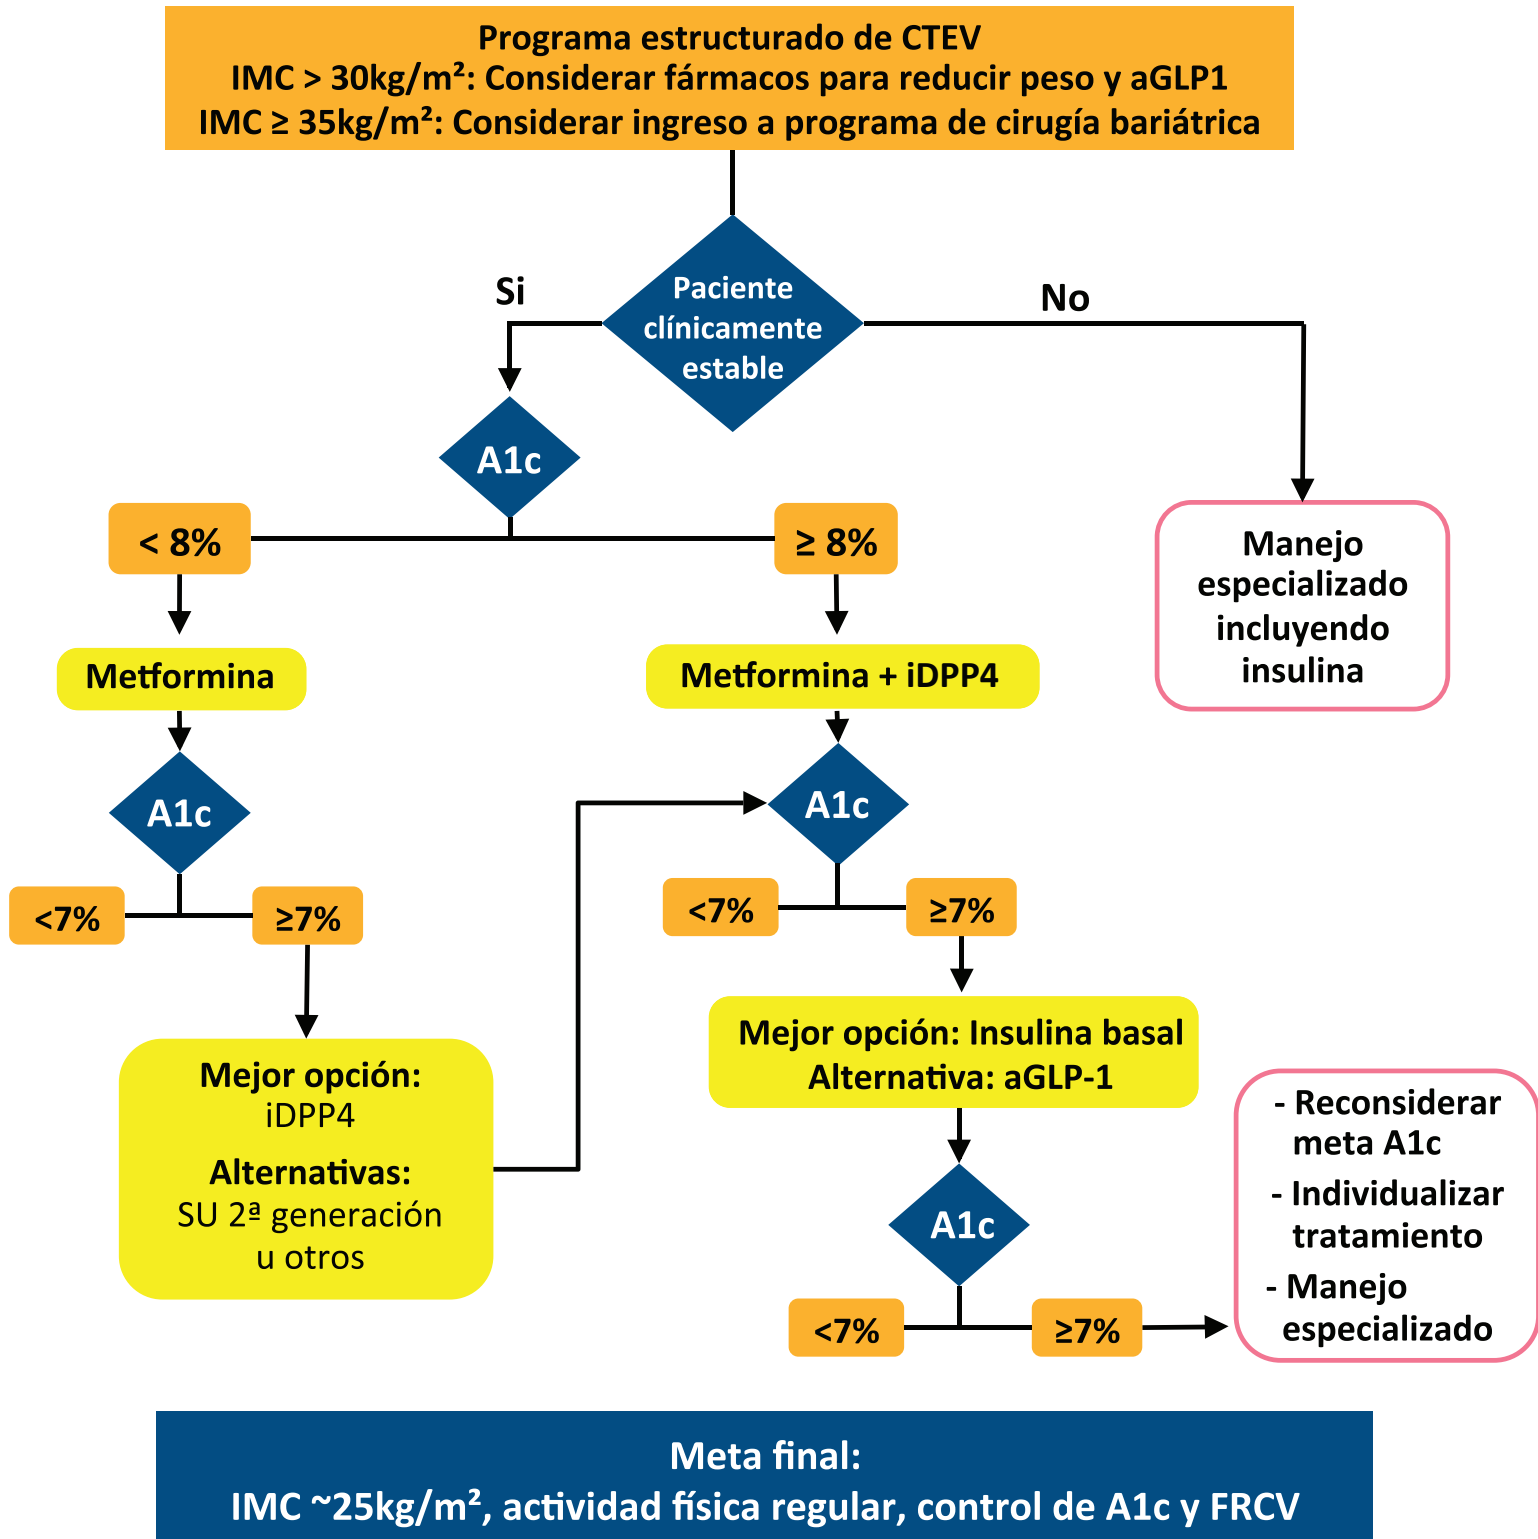 Programa estructurado de CTEV
IMC > 30kg/m²: Considerar fármacos para reducir peso y aGLP1
IMC ≥ 35kg/m²: Considerar ingreso a programa de cirugía bariátrica
Si
Paciente
clínicamente
estable
No
A1c
< 8%
≥ 8%
Manejo
especializado
incluyendo
insulina
Metformina
Metformina + iDPP4
A1c
A1c
<7%
≥7%
<7%
≥7%
Mejor opción:
iDPP4
Alternativas:
SU 2ª generación
u otros
Mejor opción: Insulina basal
Alternativa: aGLP-1
A1c
<7%
≥7%
- Reconsiderar
meta A1c
- Individualizar
tratamiento
- Manejo
especializado
Meta final:
IMC ~25kg/m², actividad física regular, control de A1c y FRCV